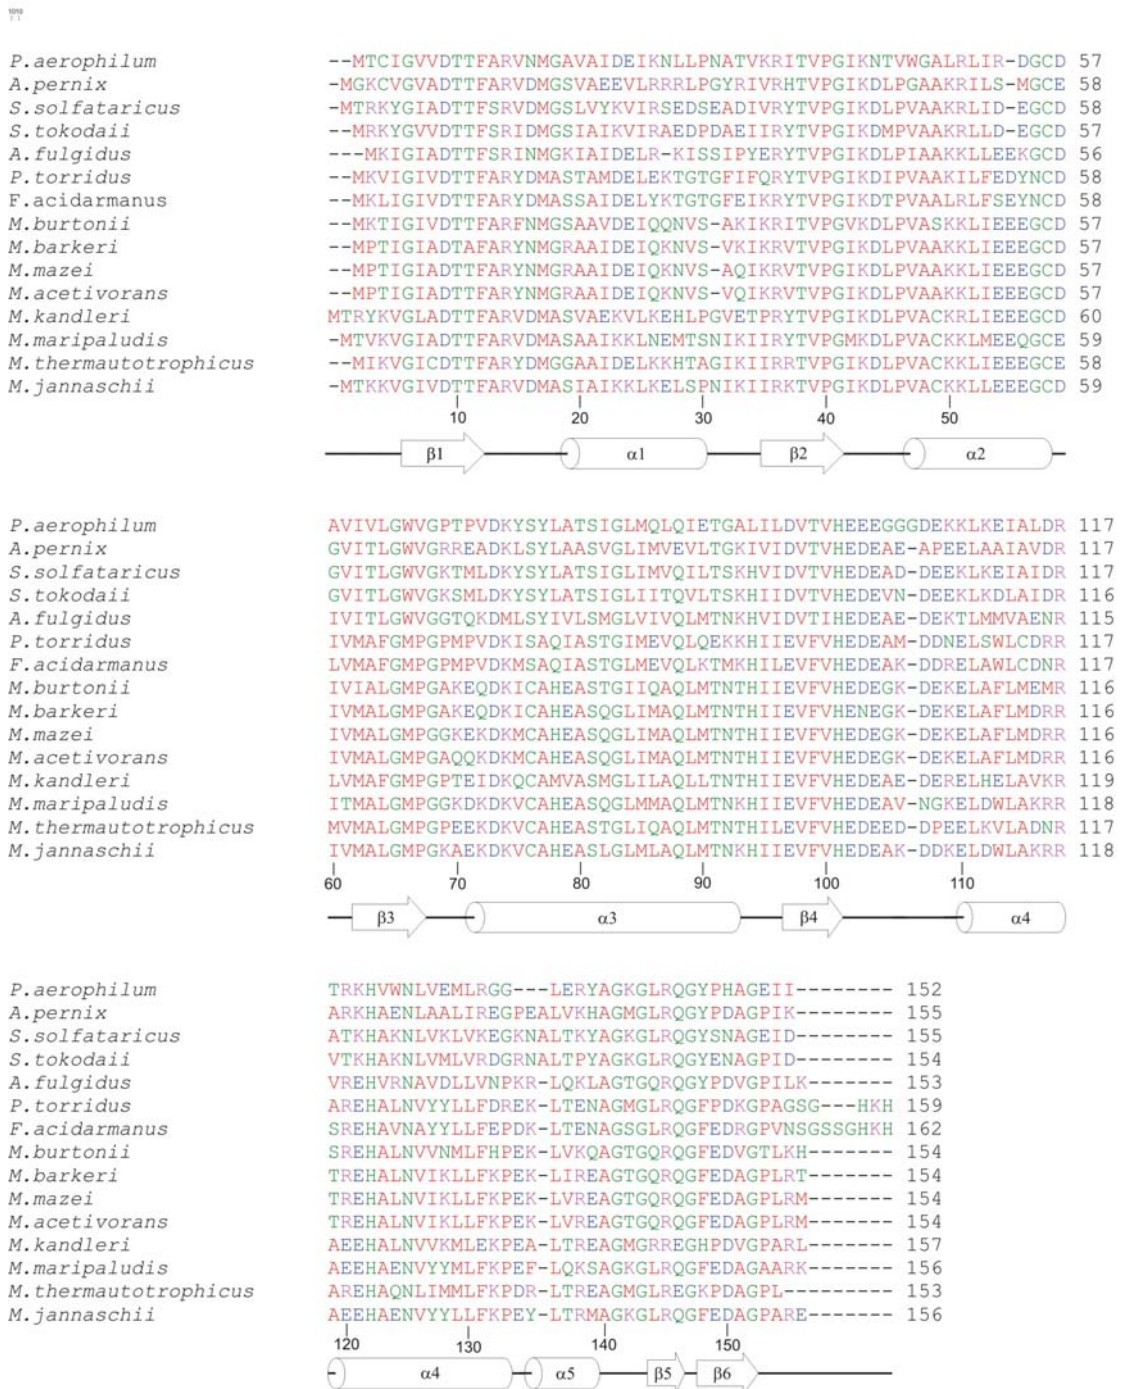 1010
P.aerophilum --MTCIGVVDTTFARVNMGAVAIDEIKNLLPNATVKRITVPGIKNTVWGALRLIR-DGCD 57
A.pernix -MGKCVGVADTTFARVDMGSVAEEVLRRRLPGYRIVRHTVPGIKDLPGAAKRILS-MGCE 58
S.solfataricus -MTRKYGIADTTFSRVDMGSLVYKVIRSEDSEADIVRYTVPGIKDLPVAAKRLIE-EGCD 58
S.tokodaii --MRKYGVVDTTFSRIDMGSIAIKVIRAEDPDAEIIRYTVPGIKDMPVAAKRLLD-EGCD 57
A.fulgidus ---MKIGIADTTFSRINMGKIAIDELR-KISSIPYERYTVPGIKDLPIAAKKLLEEKGCD 56
P.torridus --MKVIGIVDTTFARYDMASTAMDELEKTGTGFIFQRYTVPGIKDIPVAAKILFEDYNCD 58
F.acidarmanus --MKLIGIVDTTFARYDMASSAIDELYKTGTGFEIKRYTVPGIKDTPVAALRLFSEYNCD 58
M.burtonii --MKTIGIVDTTFARFNMGSAAVDEIQQNVS-AKIKRITVPGVKDLPVASKKLIEEEGCD 57
M.barkeri --MPTIGIADTAFARYNMGRAAIDEIQKNVS-VKIKRVTVPGIKDLPVAAKKLIEEEGCD 57
M.mazei --MPTIGIADTTFARYNMGRAAIDEIQKNVS-AQIKRVTVPGIKDLPVAAKKLIEEEGCD 57
M.acetivorans --MPTIGIADTTFARYNMGRAAIDEIQKNVS-VQIKRVTVPGIKDLPVAAKKLIEEEGCD 57
M.kandleri MTRYKVGLADTTFARVDMASVAEKVLKEHLPGVETPRYTVPGIKDLPVACKRLIEEEGCD 60
M.maripaludis -MTVKVGIADTTFARVDMASAAIKKLNEMTSNIKIIRYTVPGMKDLPVACKKLMEEQGCE 59
M.thermautotrophicus --MIKVGICDTTFARYDMGGAAIDELKKHTAGIKIIRRTVPGIKDLPVACKKLIEEEGCE 58
M.jannaschii -MTKKVGIVDTTFARVDMASIAIKKLKELSPNIKIIRKTVPGIKDLPVACKKLLEEEGCD 59
10 20 30 40 50
β1 α1 β2 α2
P.aerophilum AVIVLGWVGPTPVDKYSYLATSIGLMQLQIETGALILDVTVHEEEGGGDEKKLKEIALDR 117
A.pernix GVITLGWVGRREADKLSYLAASVGLIMVEVLTGKIVIDVTVHEDEAE-APEELAAIAVDR 117
S.solfataricus GVITLGWVGKTMLDKYSYLATSIGLIMVQILTSKHVIDVTVHEDEAD-DEEKLKEIAIDR 117
S.tokodaii GVITLGWVGKSMLDKYSYLATSIGLIITQVLTSKHIIDVTVHEDEVN-DEEKLKDLAIDR 116
A.fulgidus IVITLGWVGGTQKDMLSYIVLSMGLVIVQLMTNKHVIDVTIHEDEAE-DEKTLMMVAENR 115
P.torridus IVMAFGMPGPMPVDKISAQIASTGIMEVQLQEKKHIIEVFVHEDEAM-DDNELSWLCDRR 117
F.acidarmanus LVMAFGMPGPMPVDKMSAQIASTGLMEVQLKTMKHILEVFVHEDEAK-DDRELAWLCDNR 117
M.burtonii IVIALGMPGAKEQDKICAHEASTGIIQAQLMTNTHIIEVFVHEDEGK-DEKELAFLMEMR 116
M.barkeri IVMALGMPGAKEQDKICAHEASQGLIMAQLMTNTHIIEVFVHENEGK-DEKELAFLMDRR 116
M.mazei IVMALGMPGGKEKDKMCAHEASQGLIMAQLMTNTHIIEVFVHEDEGK-DEKELAFLMDRR 116
M.acetivorans IVMALGMPGAQQKDKMCAHEASQGLIMAQLMTNTHIIEVFVHEDEGK-DEKELAFLMDRR 116
M.kandleri LVMAFGMPGPTEIDKQCAMVASMGLILAQLLTNTHIIEVFVHEDEAE-DERELHELAVKR 119
M.maripaludis ITMALGMPGGKDKDKVCAHEASQGLMMAQLMTNKHIIEVFVHEDEAV-NGKELDWLAKRR 118
M.thermautotrophicus MVMALGMPGPEEKDKVCAHEASTGLIQAQLMTNTHILEVFVHEDEED-DPEELKVLADNR 117
M.jannaschii IVMALGMPGKAEKDKVCAHEASLGLMLAQLMTNKHIIEVFVHEDEAK-DDKELDWLAKRR 118
60 70 80 90 100 110
β3 α3 β4 α4
P.aerophilum TRKHVWNLVEMLRGG---LERYAGKGLRQGYPHAGEII-------- 152
A.pernix ARKHAENLAALIREGPEALVKHAGMGLRQGYPDAGPIK-------- 155
S.solfataricus ATKHAKNLVKLVKEGKNALTKYAGKGLRQGYSNAGEID-------- 155
S.tokodaii VTKHAKNLVMLVRDGRNALTPYAGKGLRQGYENAGPID-------- 154
A.fulgidus VREHVRNAVDLLVNPKR-LQKLAGTGQRQGYPDVGPILK------- 153
P.torridus AREHALNVYYLLFDREK-LTENAGMGLRQGFPDKGPAGSG---HKH 159
F.acidarmanus SREHAVNAYYLLFEPDK-LTENAGSGLRQGFEDRGPVNSGSSGHKH 162
M.burtonii SREHALNVVNMLFHPEK-LVKQAGTGQRQGFEDVGTLKH------- 154
M.barkeri TREHALNVIKLLFKPEK-LIREAGTGQRQGFEDAGPLRT------- 154
M.mazei TREHALNVIKLLFKPEK-LVREAGTGQRQGFEDAGPLRM------- 154
M.acetivorans TREHALNVIKLLFKPEK-LVREAGTGQRQGFEDAGPLRM------- 154
M.kandleri AEEHALNVVKMLEKPEA-LTREAGMGRREGHPDVGPARL------- 157
M.maripaludis AEEHAENVYYMLFKPEF-LQKSAGKGLRQGFEDAGAARK------- 156
M.thermautotrophicus AREHAQNLIMMLFKPDR-LTREAGMGLREGKPDAGPL--------- 153
M.jannaschii AEEHAENVYYLLFKPEY-LTRMAGKGLRQGFEDAGPARE------- 156
120 130 140 150
α4 α5 β5 β6